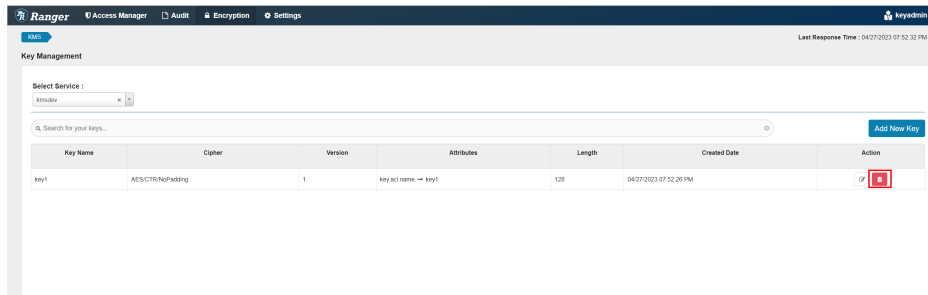 Ranger Access Manager Audit Encryption Settings keyadmin
KMS Last Response Time : 04/27/2023 07:52:32 PM
Key Management
Select Service :
kmsdev
Search for your keys...
Add New Key
Key Name Cipher Version Attributes Length Created Date Action
key1 AES/CTR/NoPadding 1 key.acl.name → key1 128 04/27/2023 07:52:26 PM